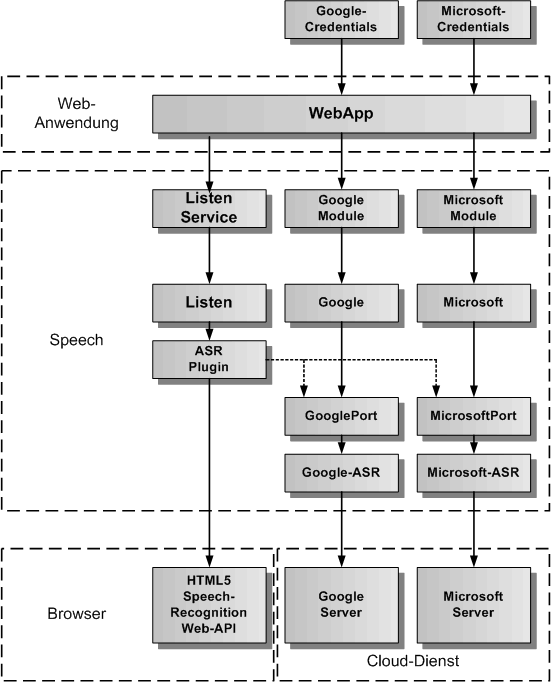 Google-
Credentials
Microsoft-
Credentials
Web-
Anwendung
WebApp
Listen
Service
Google
Module
Microsoft
Module
Speech
Listen
Google
Microsoft
ASR
Plugin
GooglePort
MicrosoftPort
Google-ASR
Microsoft-ASR
Browser
HTML5
Speech-
Recognition
Web-API
Google
Server
Microsoft
Server
Cloud-Dienst